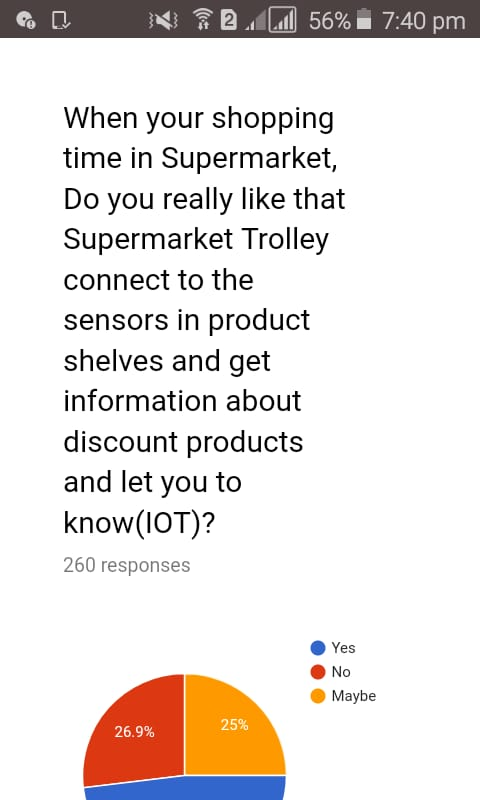 2 56% 7:40 pm
When your shopping
time in Supermarket,
Do you really like that
Supermarket Trolley
connect to the
sensors in product
shelves and get
information about
discount products
and let you to
know(IOT)?
260 responses
Yes
No
Maybe
26.9% 25%